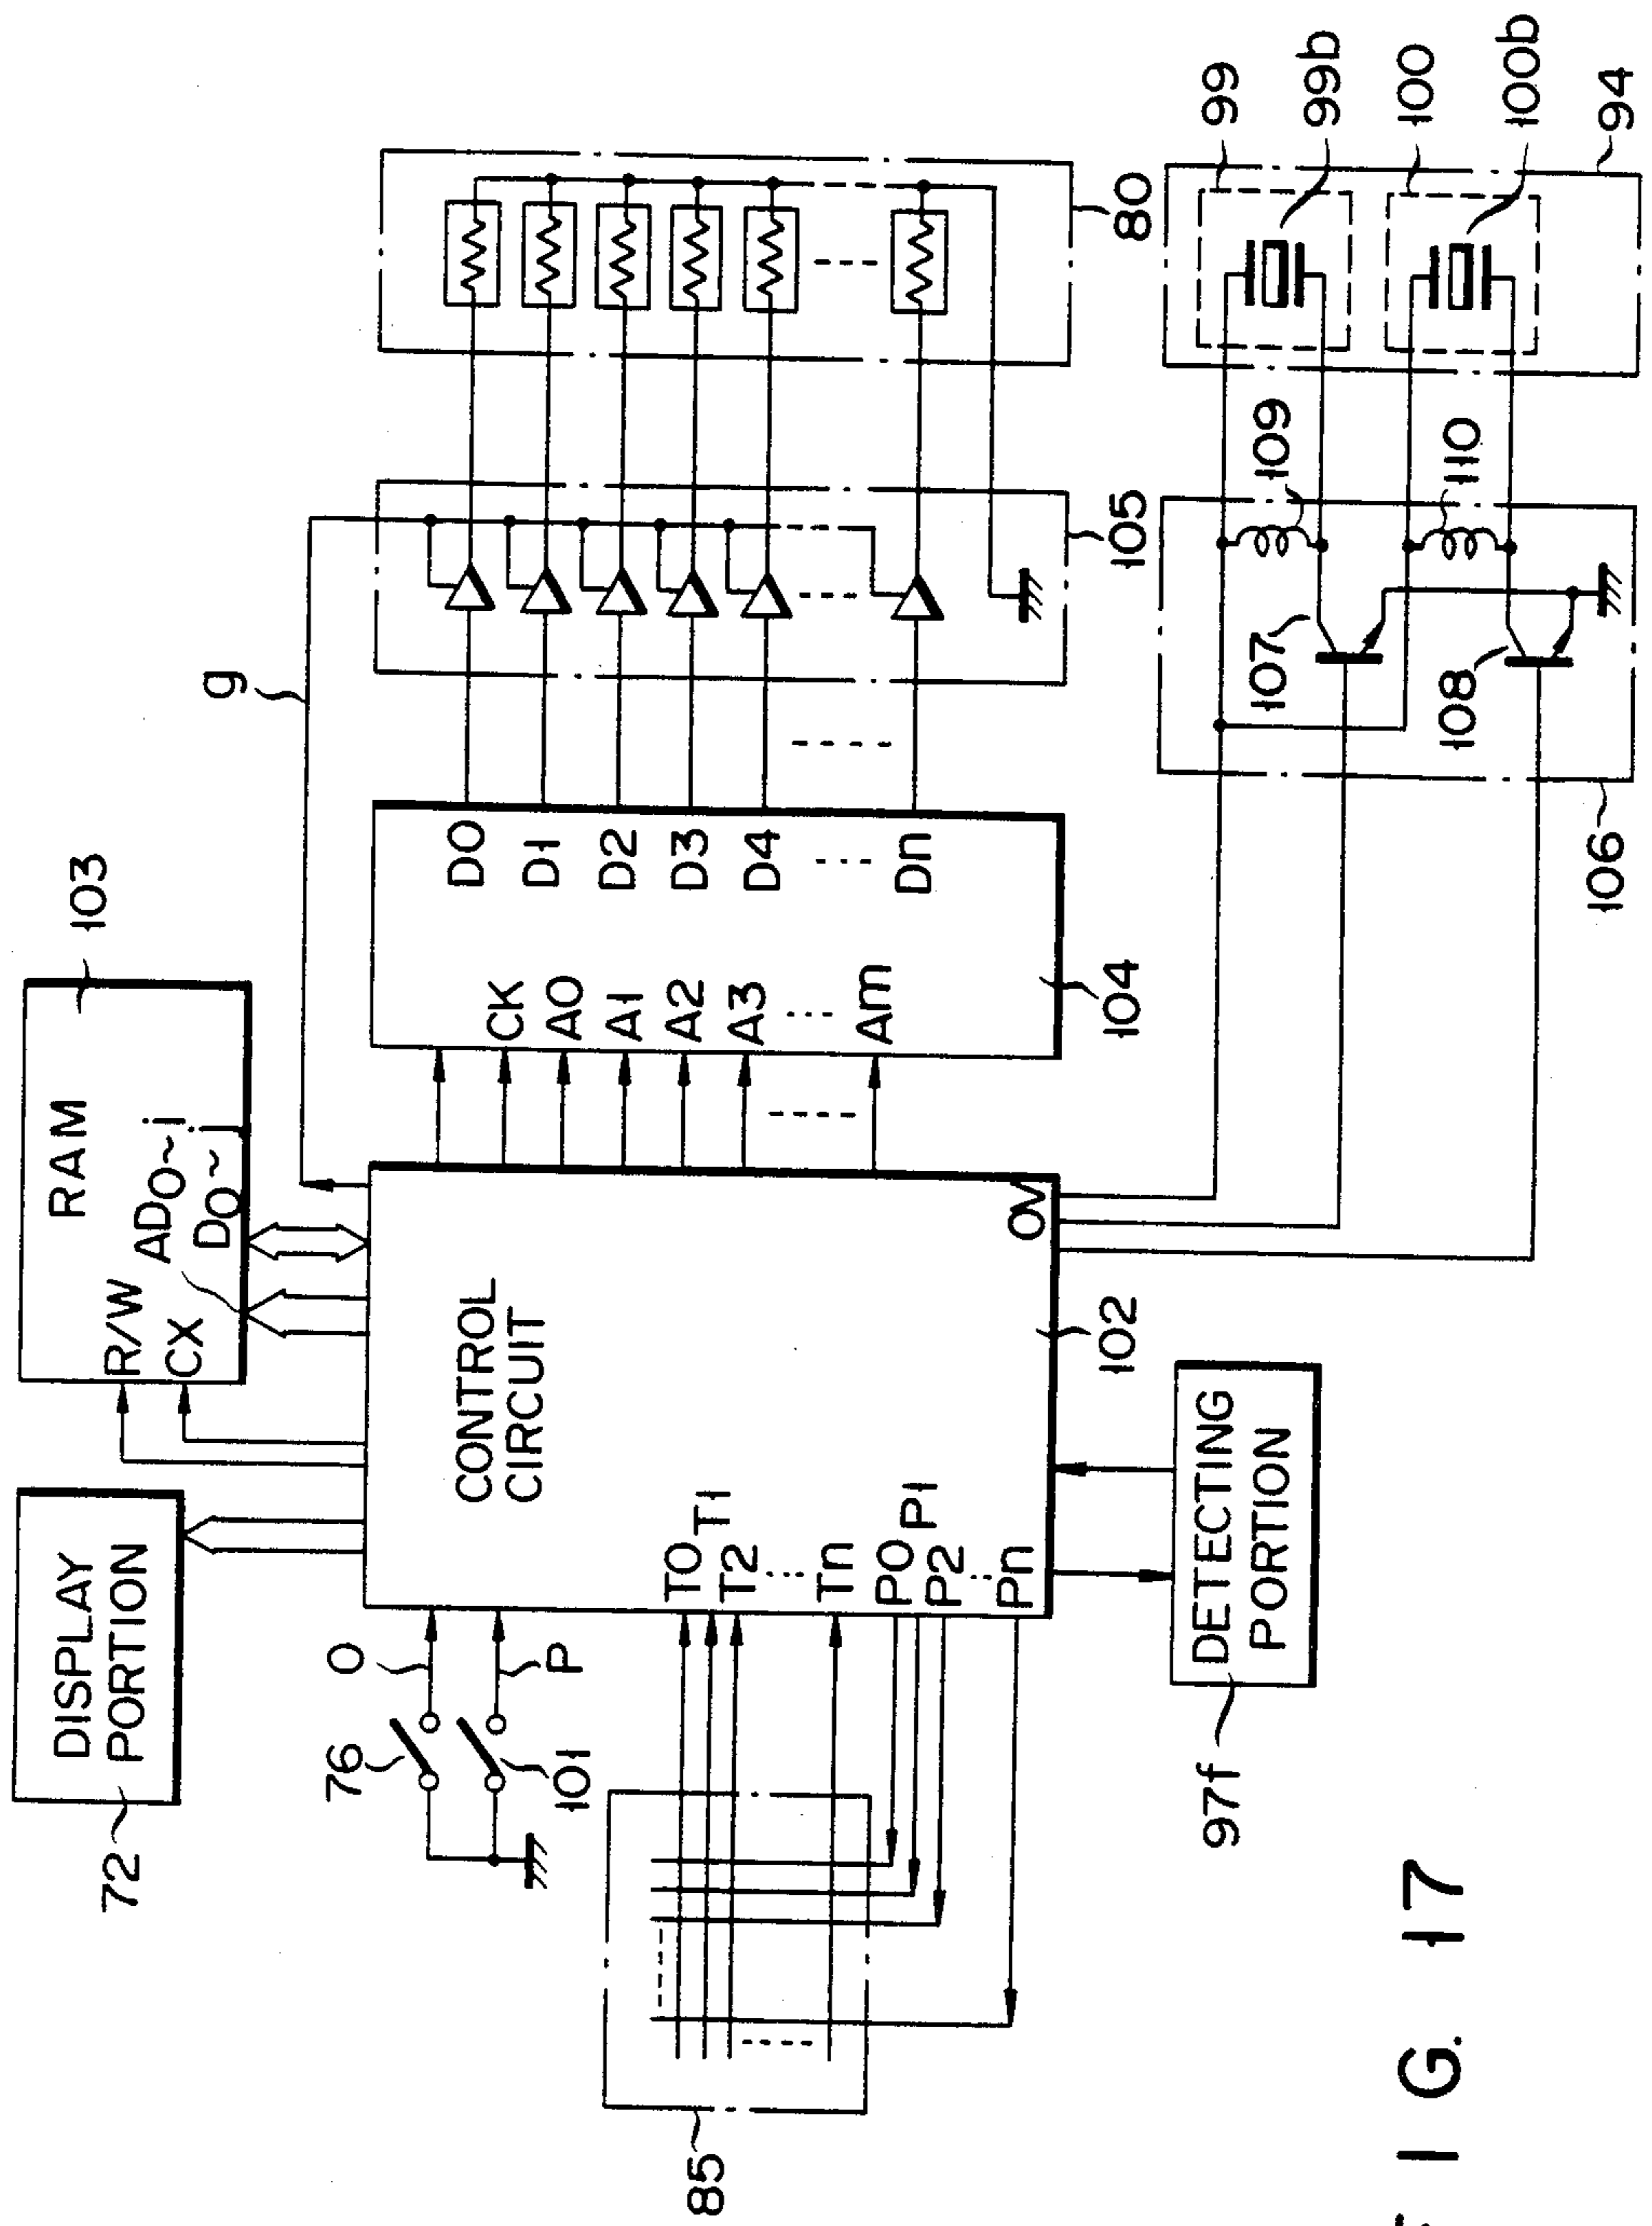 DISPLAY
PORTION
72
RAM
103
R/W
AD0~i
CX
D0~j
g
76
O
101
P
CONTROL
CIRCUIT
102
T0
T1
T2
Tn
P0
P1
P2
Pn
85
CK
A0
A1
A2
A3
Am
104
D0
D1
D2
D3
D4
Dn
105
80
0V
DETECTING
PORTION
97f
106
107
108
109
110
99
99b
100
100b
94
FIG. 17